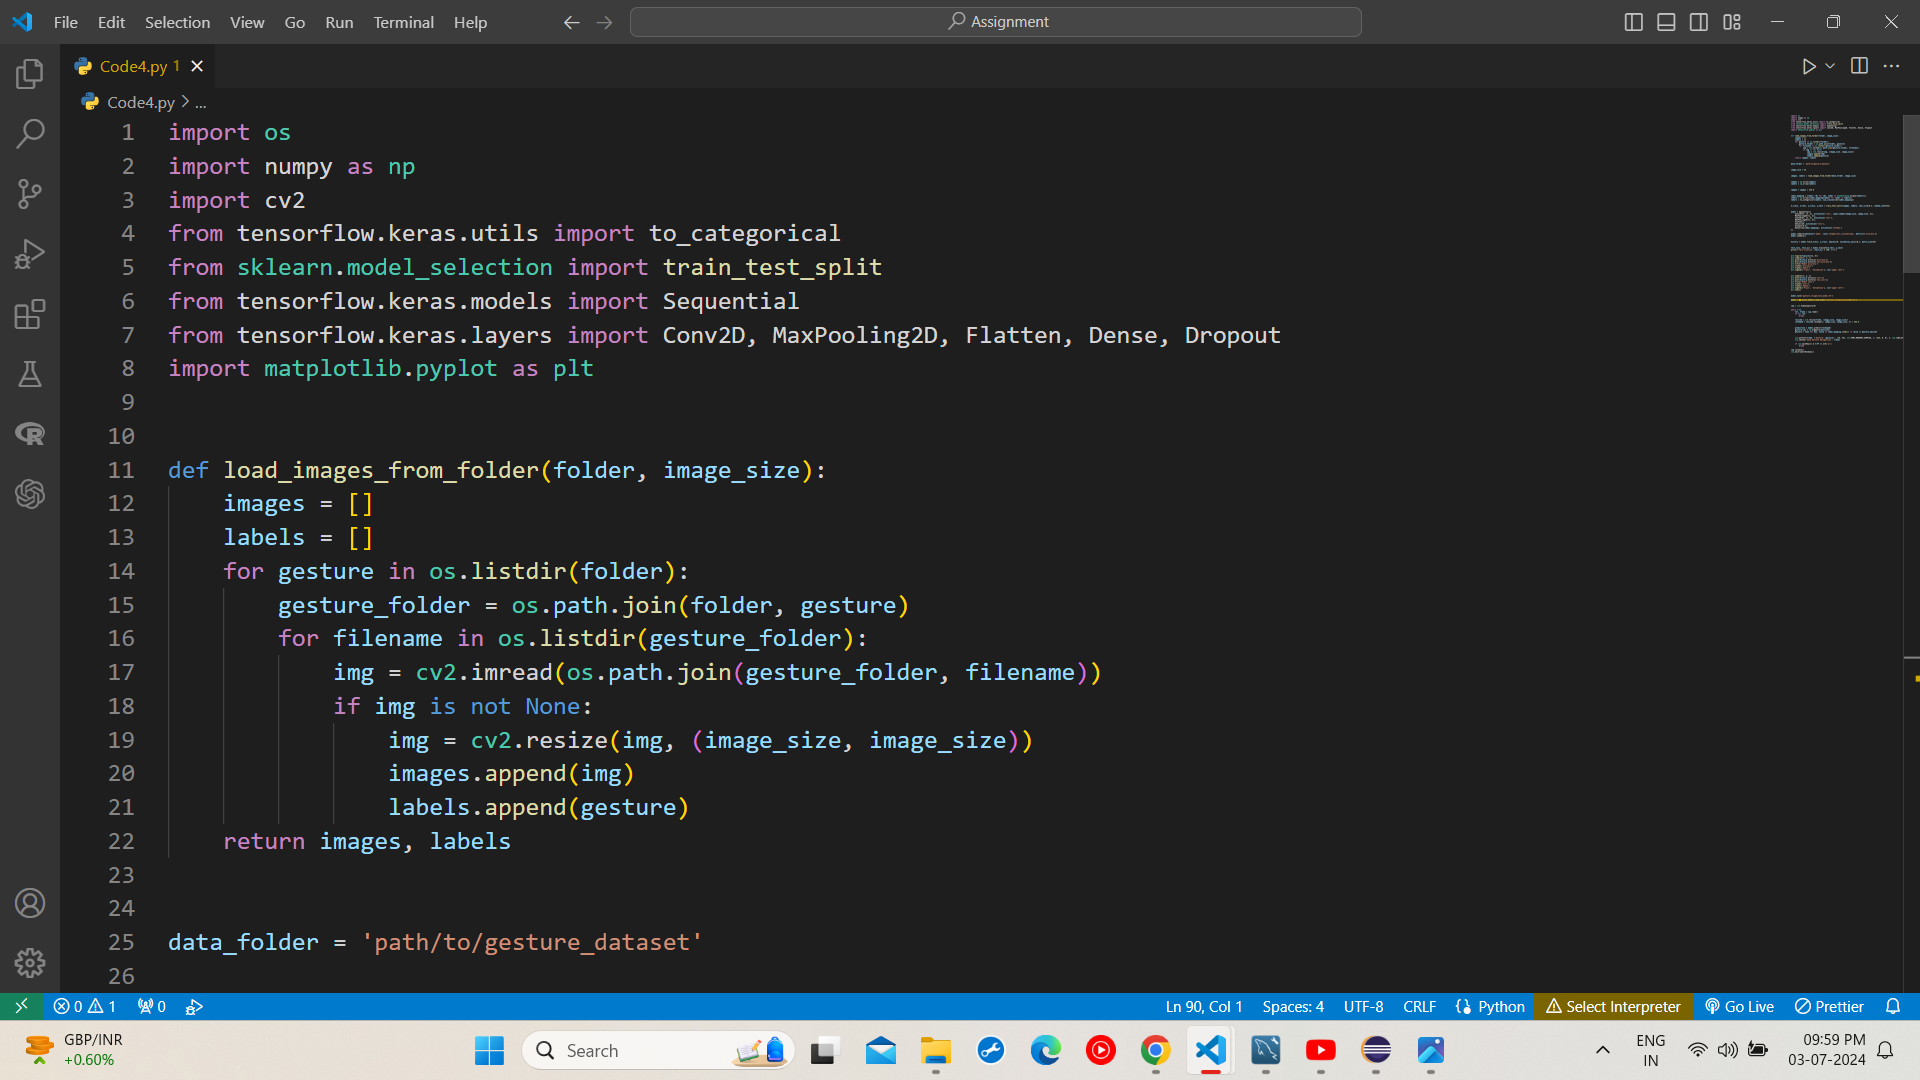 File Edit Selection View Go Run Terminal Help Assignment
Code4.py 1
Code4.py > ...
1 import os
2 import numpy as np
3 import cv2
4 from tensorflow.keras.utils import to_categorical
5 from sklearn.model_selection import train_test_split
6 from tensorflow.keras.models import Sequential
7 from tensorflow.keras.layers import Conv2D, MaxPooling2D, Flatten, Dense, Dropout
8 import matplotlib.pyplot as plt
9
10
11 def load_images_from_folder(folder, image_size):
12     images = []
13     labels = []
14     for gesture in os.listdir(folder):
15         gesture_folder = os.path.join(folder, gesture)
16         for filename in os.listdir(gesture_folder):
17             img = cv2.imread(os.path.join(gesture_folder, filename))
18             if img is not None:
19                 img = cv2.resize(img, (image_size, image_size))
20                 images.append(img)
21                 labels.append(gesture)
22     return images, labels
23
24
25 data_folder = 'path/to/gesture_dataset'
26
0 1 0 Ln 90, Col 1 Spaces: 4 UTF-8 CRLF Python Select Interpreter Go Live Prettier
GBP/INR
+0.60%
Search
ENG
IN
09:59 PM
03-07-2024